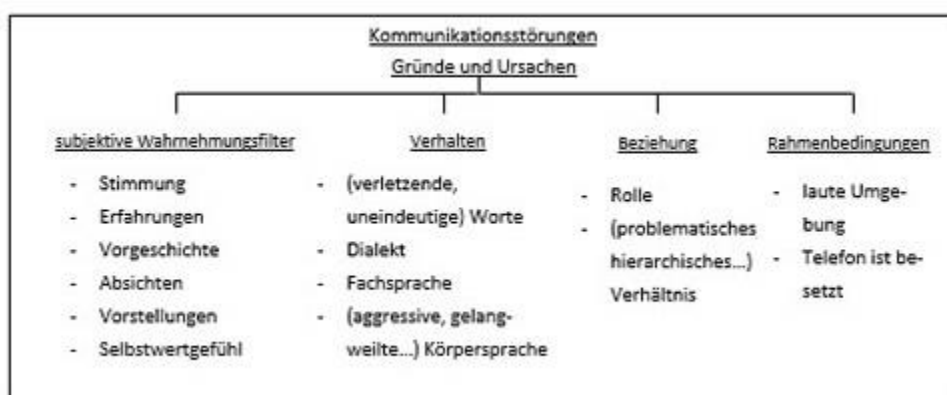 Kommunikationsstörungen
Gründe und Ursachen
subjektive Wahrnehmungsfilter
- Stimmung
- Erfahrungen
- Vorgeschichte
- Absichten
- Vorstellungen
- Selbstwertgefühl
Verhalten
- (verletzende,
uneindeutige) Worte
- Dialekt
- Fachsprache
- (aggressive, gelang-
weilte...) Körpersprache
Beziehung
- Rolle
- (problematisches
hierarchisches...)
Verhältnis
Rahmenbedingungen
- laute Umge-
bung
- Telefon ist be-
setzt